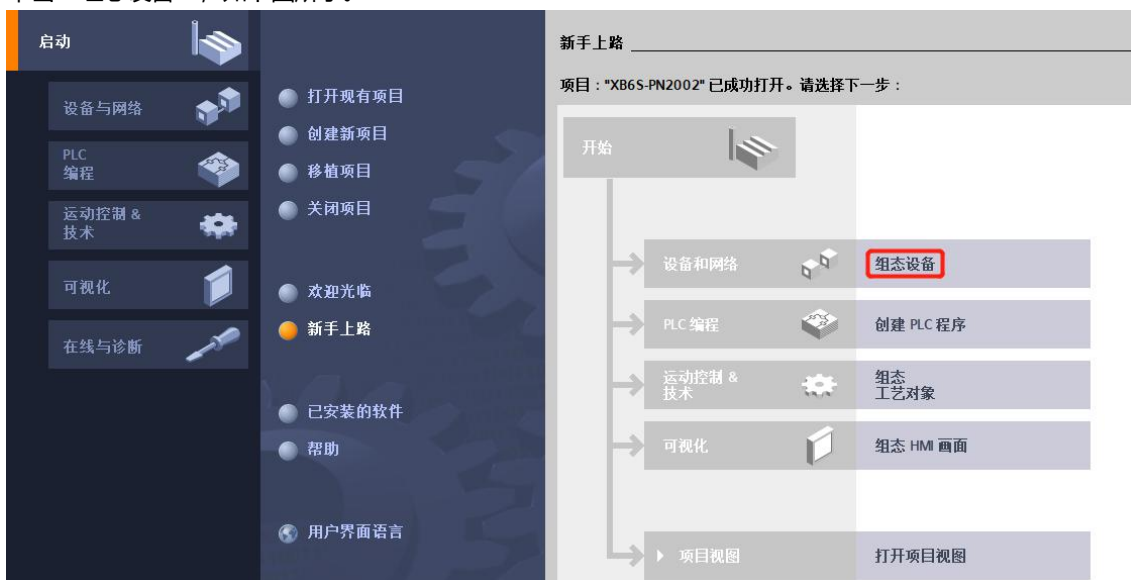 启动
设备与网络
PLC
编程
运动控制 &
技术
可视化
在线与诊断
打开现有项目
创建新项目
移植项目
关闭项目
欢迎光临
新手上路
已安装的软件
帮助
用户界面语言
新手上路
项目："XB6S-PN2002" 已成功打开。请选择下一步：
开始
设备和网络
组态设备
PLC 编程
创建 PLC 程序
运动控制 &
技术
组态
工艺对象
可视化
组态 HMI 画面
项目视图
打开项目视图